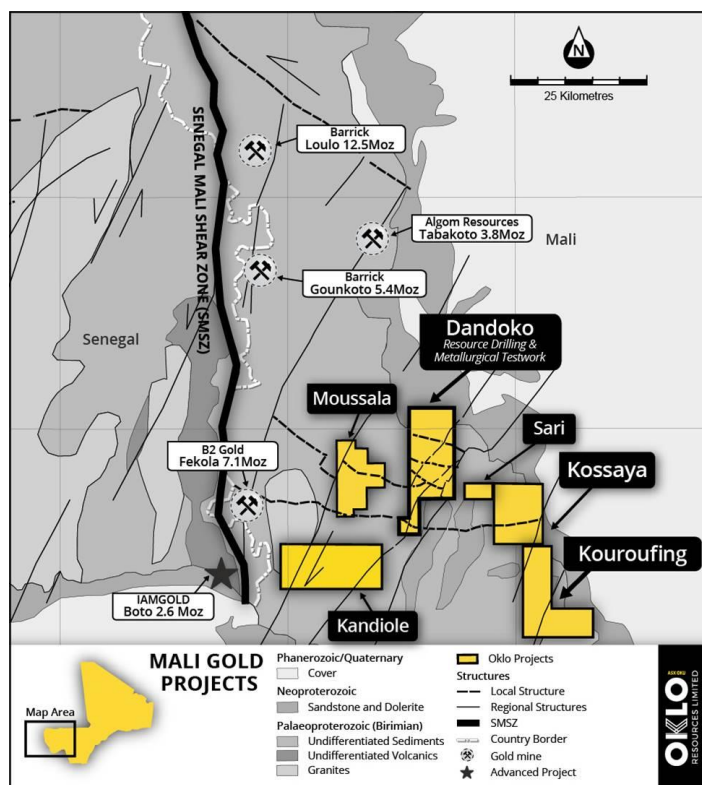 N
25 Kilometres
SENEGAL MALI SHEAR ZONE (SMSZ)
Barrick
Loulo 12.5Moz
Algom Resources
Tabakoto 3.8Moz
Mali
Barrick
Gounkoto 5.4Moz
Senegal
Dandoko
Resource Drilling &
Metallurgical Testwork
Moussala
Sari
B2 Gold
Fekola 7.1Moz
Kossaya
Kouroufing
IAMGOLD
Boto 2.6 Moz
Kandiole
MALI GOLD
PROJECTS
Map Area
Phanerozoic/Quaternary
Cover
Neoproterozoic
Sandstone and Dolerite
Palaeoproterozoic (Birimian)
Undifferentiated Sediments
Undifferentiated Volcanics
Granites
Oklo Projects
Structures
Local Structure
Regional Structures
SMSZ
Country Border
Gold mine
Advanced Project
ASX:OKU
OKLO
RESOURCES LIMITED